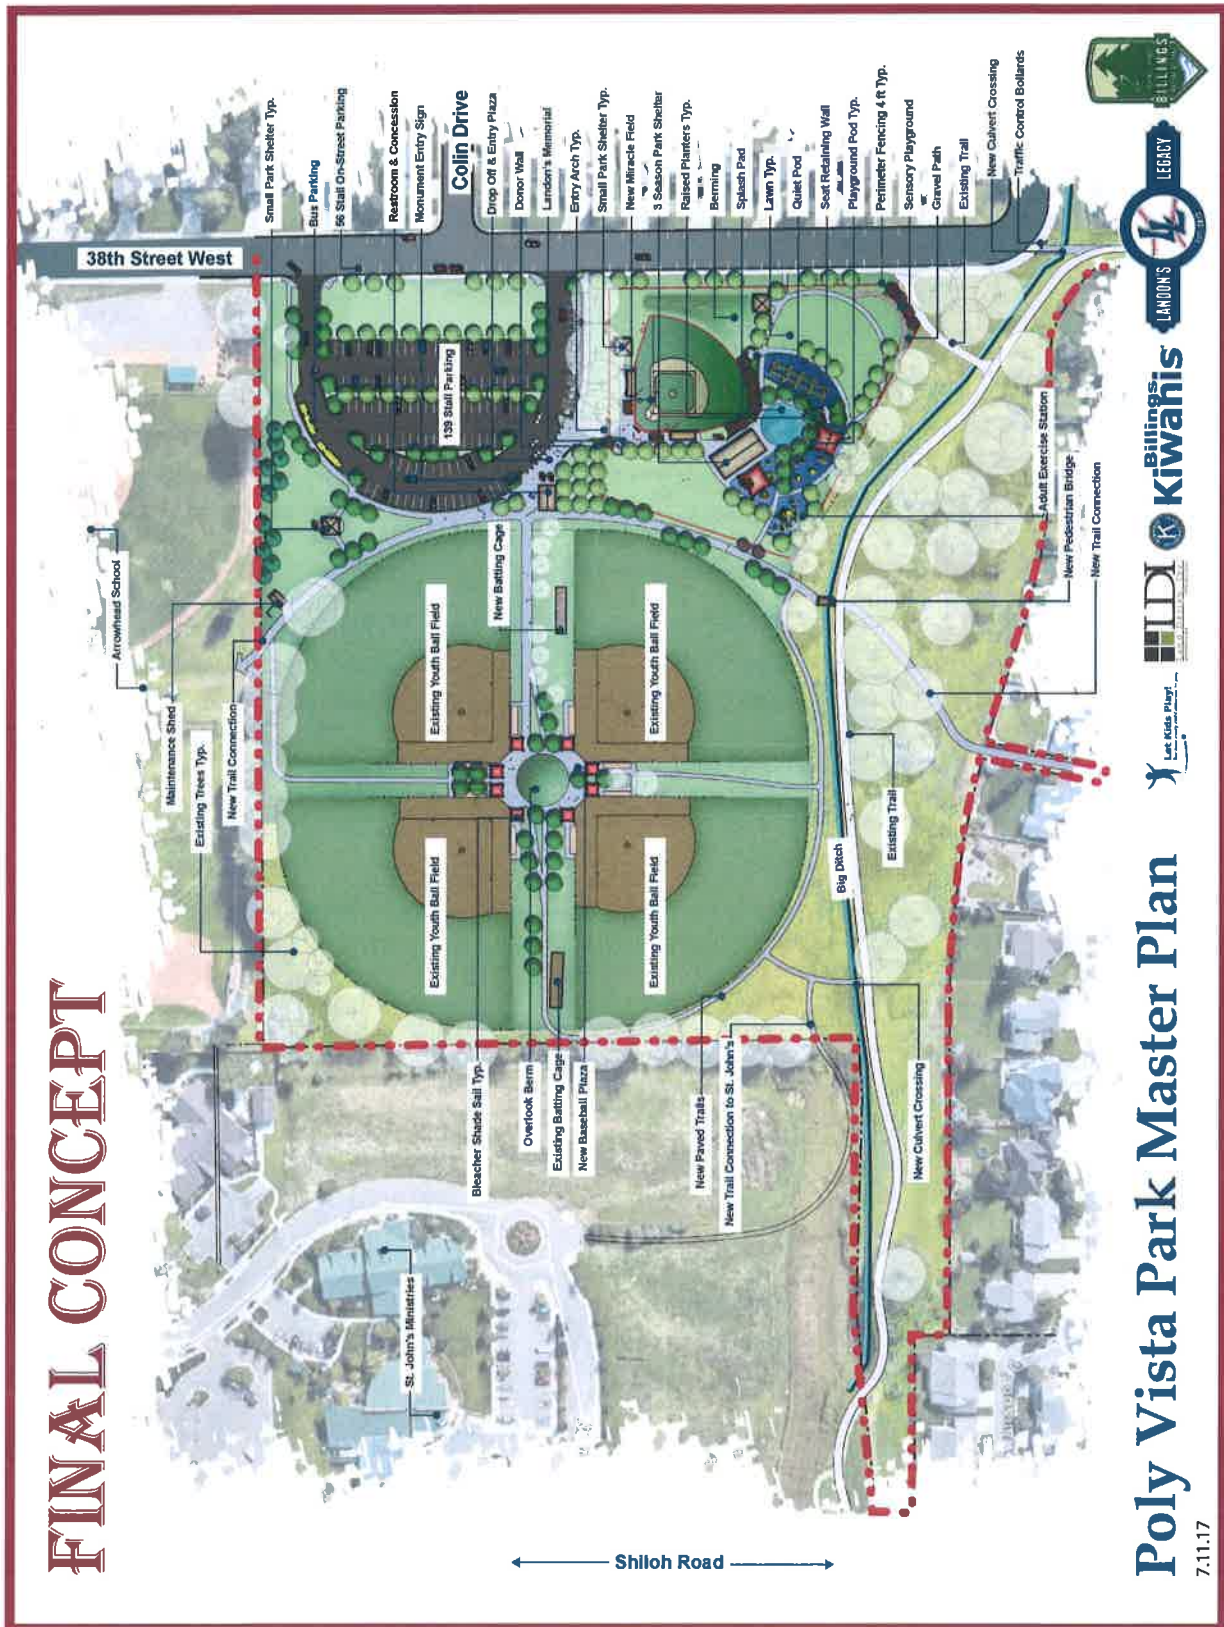 FINAL CONCEPT
38th Street West
Colin Drive
Arrowhead School
Maintenance Shed
Existing Trees Typ.
New Trail Connection
Small Park Shelter Typ.
Bus Parking
56 Stall On-Street Parking
Restroom & Concession
Monument Entry Sign
Drop Off & Entry Plaza
Donor Wall
Landon's Memorial
Entry Arch Typ.
Small Park Shelter Typ.
New Miracle Field
3 Season Park Shelter
Raised Planters Typ.
Berming
Splash Pad
Lawn Typ.
Quiet Pod
Seat Retaining Wall
Playground Pod Typ.
Perimeter Fencing 4 ft Typ.
Sensory Playground
Gravel Path
Existing Trail
New Culvert Crossing
Traffic Control Bollards
139 Stall Parking
New Batting Cage
Existing Youth Ball Field
Existing Youth Ball Field
Existing Youth Ball Field
Existing Youth Ball Field
St. John's Ministries
Bleacher Shade Sail Typ.
Overlook Berm
Existing Batting Cage
New Baseball Plaza
New Paved Trails
New Trail Connection to St. John's
New Culvert Crossing
Big Ditch
Existing Trail
Adult Exercise Station
New Pedestrian Bridge
New Trail Connection
Shiloh Road
Poly Vista Park Master Plan
7.11.17
Let Kids Play!
LDI
K
Billings
Kiwanis
LANDON'S
LL
LEGACY
BILLINGS